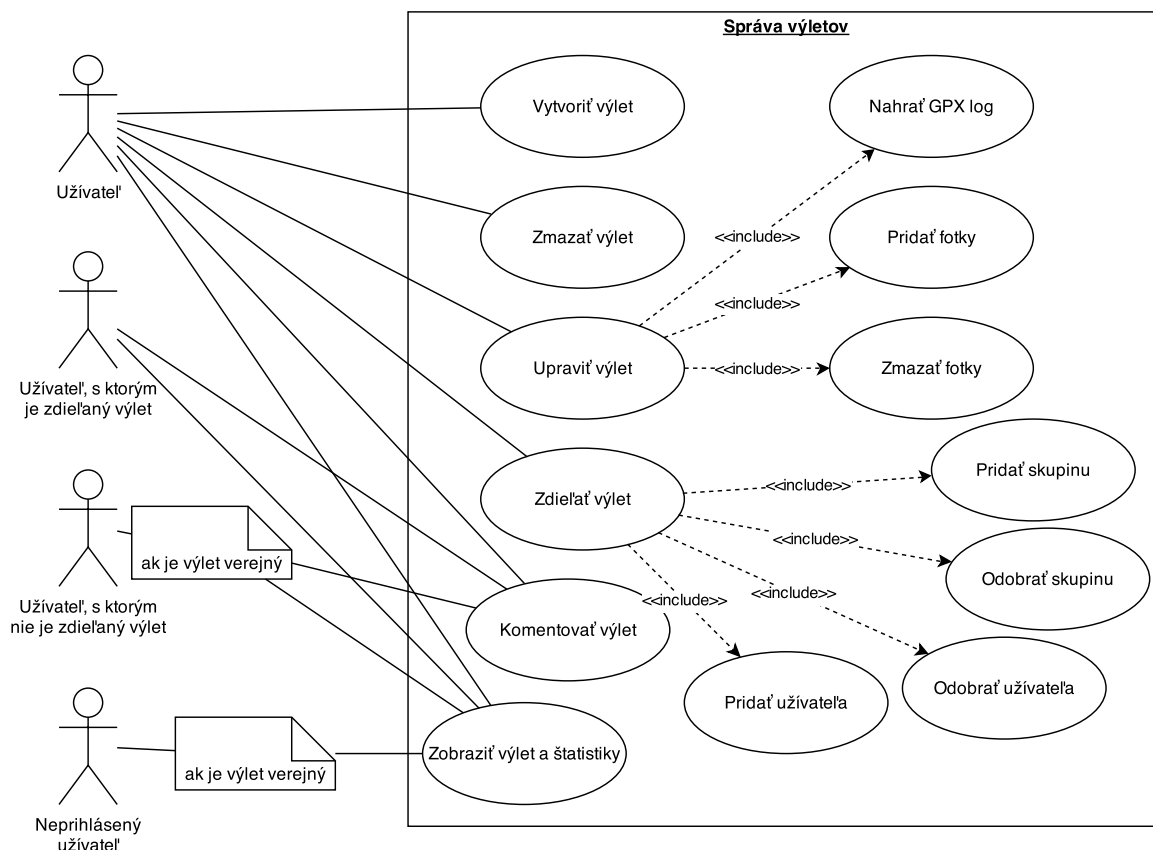 Správa výletov
Užívateľ
Vytvoriť výlet
Nahrať GPX log
Zmazať výlet
<<include>>
Pridať fotky
<<include>>
Užívateľ, s ktorým
je zdieľaný výlet
Upraviť výlet
<<include>>
Zmazať fotky
Zdieľať výlet
<<include>>
Pridať skupinu
<<include>>
Odobrať skupinu
ak je výlet verejný
Užívateľ, s ktorým
nie je zdieľaný výlet
Komentovať výlet
<<include>>
<<include>>
Pridať užívateľa
Odobrať užívateľa
ak je výlet verejný
Zobraziť výlet a štatistiky
Neprihlásený
užívateľ